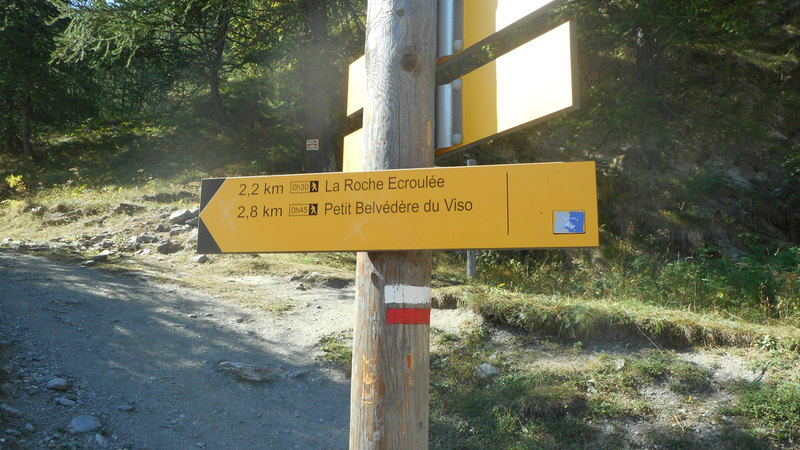 2,2 km 0h30 La Roche Ecroulée
2,8 km 0h45 Petit Belvédère du Viso